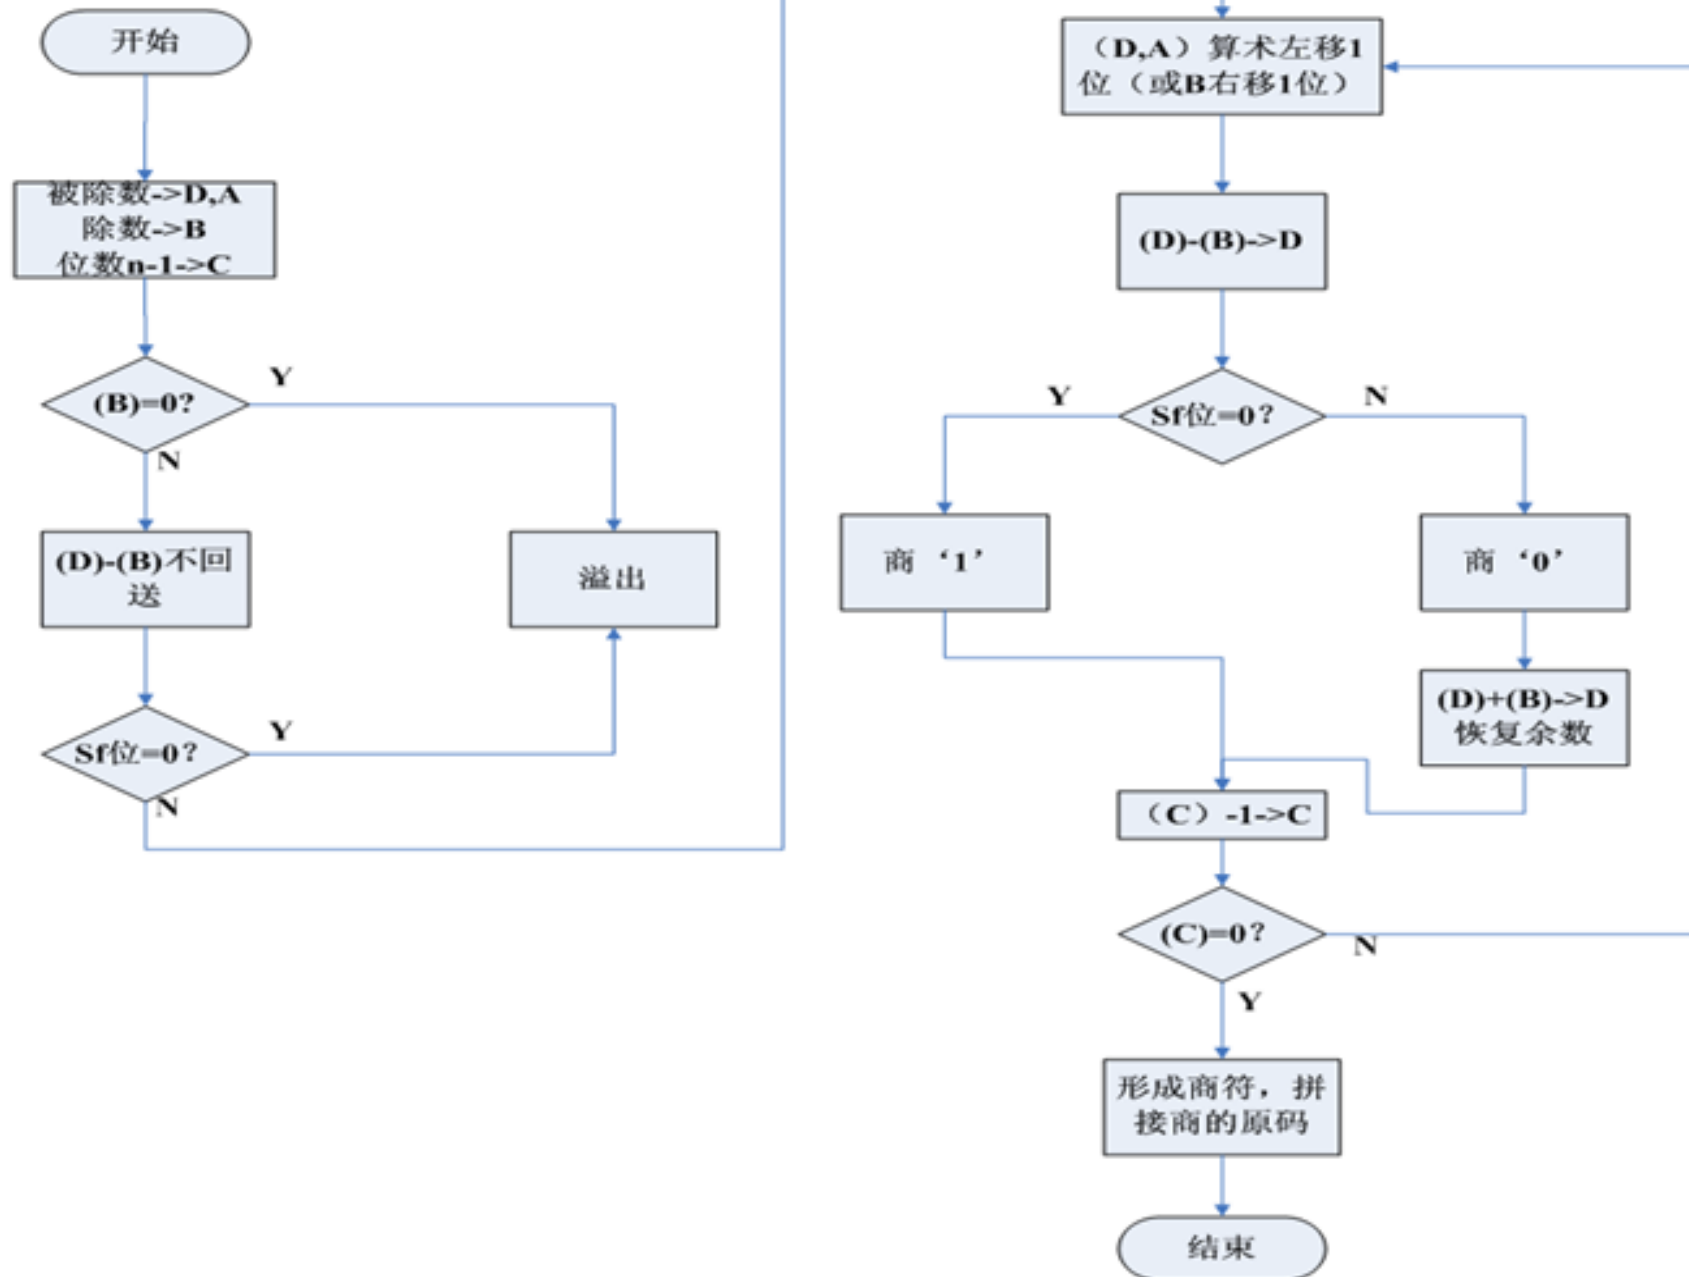 开始
被除数->D,A
除数->B
位数n-1->C
(B)=0?
Y
N
(D)-(B)不回
送
溢出
Sf位=0?
Y
N
（D,A）算术左移1
位（或B右移1位）
(D)-(B)->D
Sf位=0?
Y
N
商‘1’
商‘0’
(D)+(B)->D
恢复余数
（C）-1->C
(C)=0?
N
Y
形成商符，拼
接商的原码
结束